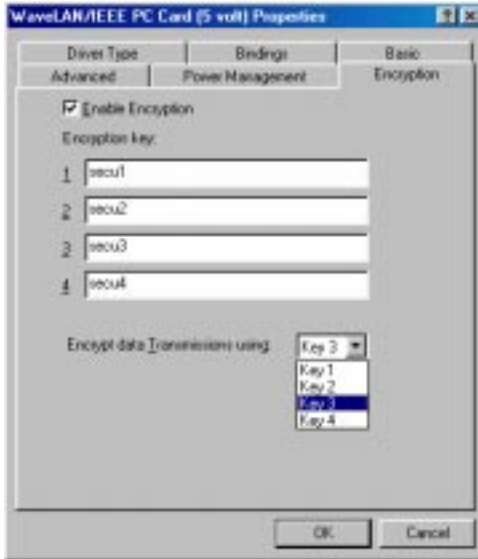 WaveLAN/IEEE PC Card (5 volt) Properties
Driver Type Bindings Basic
Advanced Power Management Encryption
Enable Encryption
Encryption key:
1 secu1
2 secu2
3 secu3
4 secu4
Encrypt data Transmissions using: Key 3
Key 1
Key 2
Key 3
Key 4
OK Cancel